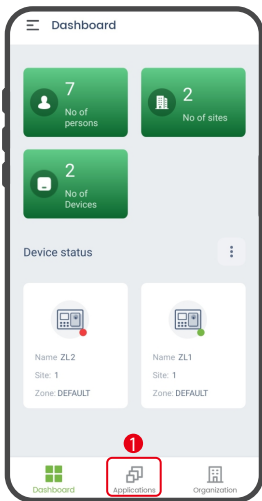 Dashboard
7
No of
persons
2
No of sites
2
No of
Devices
Device status
Name ZL2
Site: 1
Zone: DEFAULT
Name ZL1
Site: 1
Zone: DEFAULT
1
Dashboard
Applications
Organization